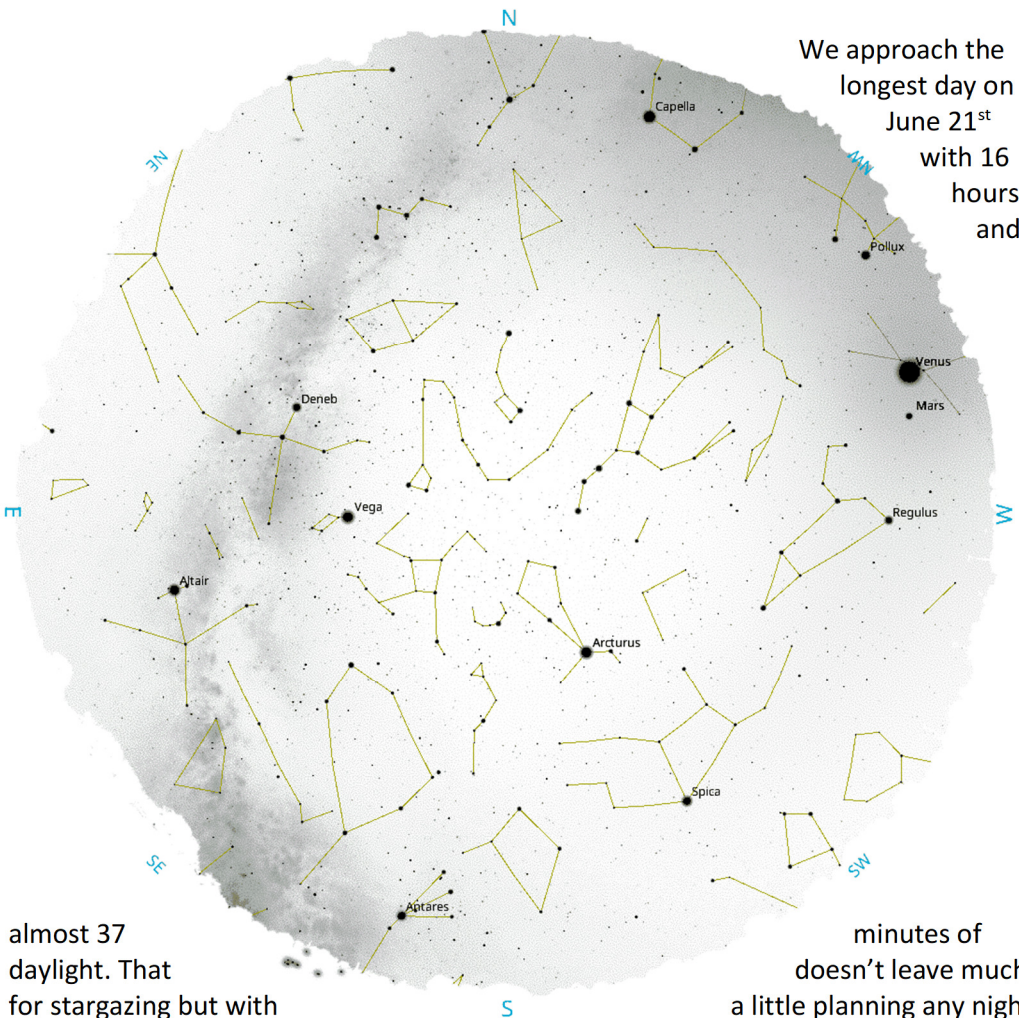 N
We approach the
longest day on
June 21st
with 16
hours
and
Capella
NE
NW
Pollux
Venus
Mars
Deneb
Vega
E
W
Regulus
Altair
Arcturus
Spica
SE
SW
Antares
almost 37
minutes of
daylight. That
doesn’t leave much
for stargazing but with
S
a little planning any nigh